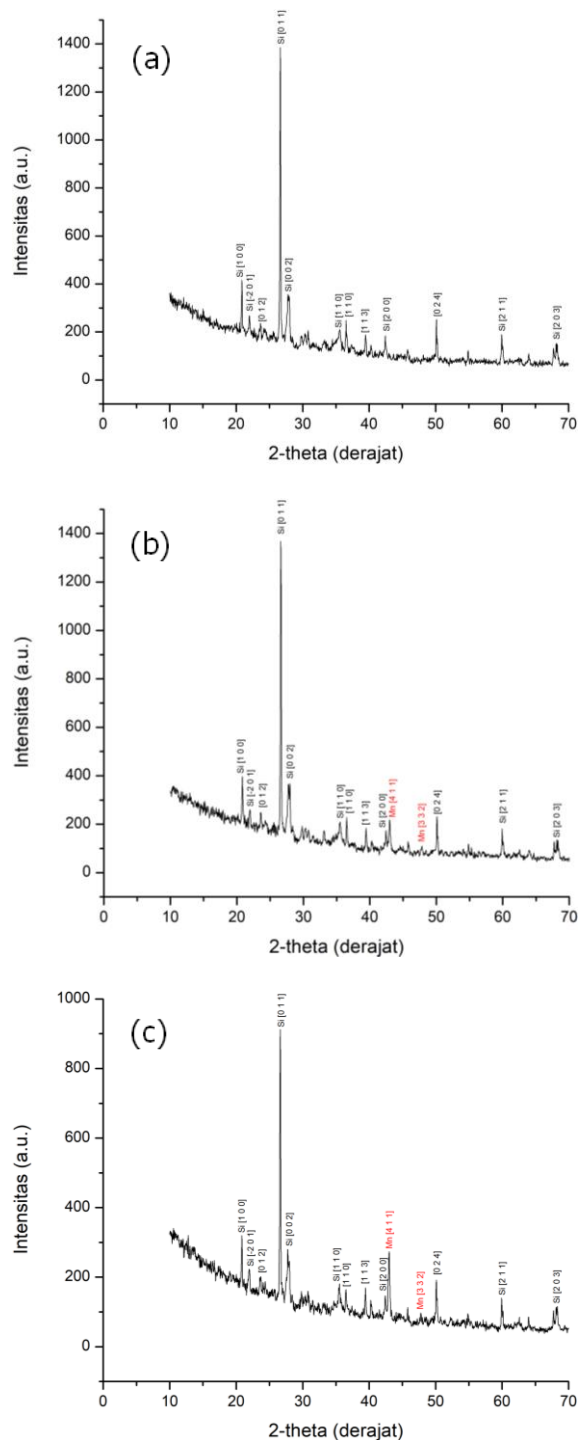 (a)
Intensitas (a.u.)
1400
1200
1000
800
600
400
200
0
Si [1 0 0]
Si [-2 0 1]
[0 1 2]
Si [0 1 1]
Si [0 0 2]
Si [1 1 0]
[1 1 0]
[1 1 3]
Si [2 0 0]
[0 2 4]
Si [2 1 1]
Si [2 0 3]
0 10 20 30 40 50 60 70
2-theta (derajat)
(b)
Intensitas (a.u.)
1400
1200
1000
800
600
400
200
0
Si [1 0 0]
Si [-2 0 1]
[0 1 2]
Si [0 1 1]
Si [0 0 2]
Si [1 1 0]
[1 1 0]
[1 1 3]
Si [2 0 0]
Mn [4 1 1]
Mn [3 3 2]
[0 2 4]
Si [2 1 1]
Si [2 0 3]
0 10 20 30 40 50 60 70
2-theta (derajat)
(c)
Intensitas (a.u.)
1000
800
600
400
200
0
Si [1 0 0]
Si [-2 0 1]
[0 1 2]
Si [0 1 1]
Si [0 0 2]
Si [1 1 0]
[1 1 0]
[1 1 3]
Si [2 0 0]
Mn [4 1 1]
Mn [3 3 2]
[0 2 4]
Si [2 1 1]
Si [2 0 3]
0 10 20 30 40 50 60 70
2-theta (derajat)